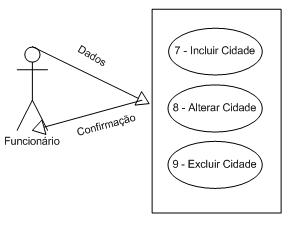 Dados
7 - Incluir Cidade
8 - Alterar Cidade
Confirmação
Funcionário
9 - Excluir Cidade